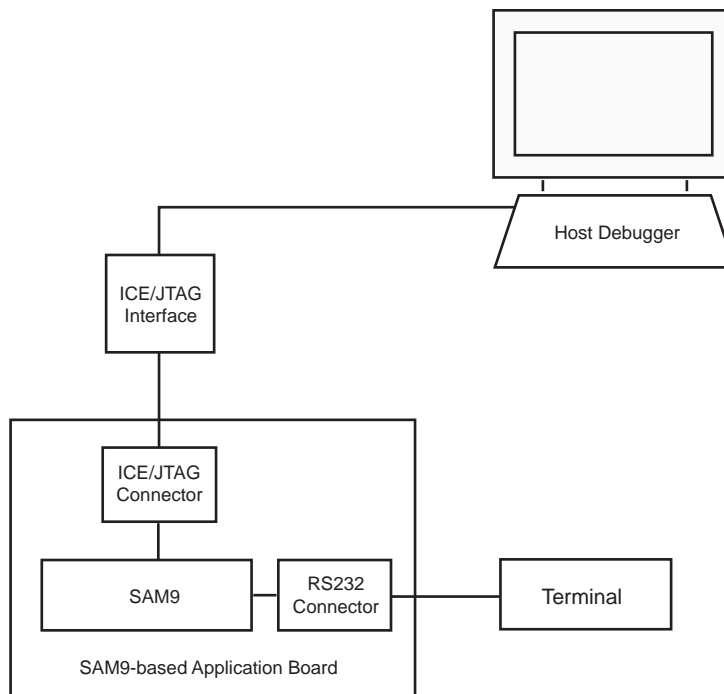 Host Debugger
ICE/JTAG
Interface
ICE/JTAG
Connector
SAM9
RS232
Connector
Terminal
SAM9-based Application Board